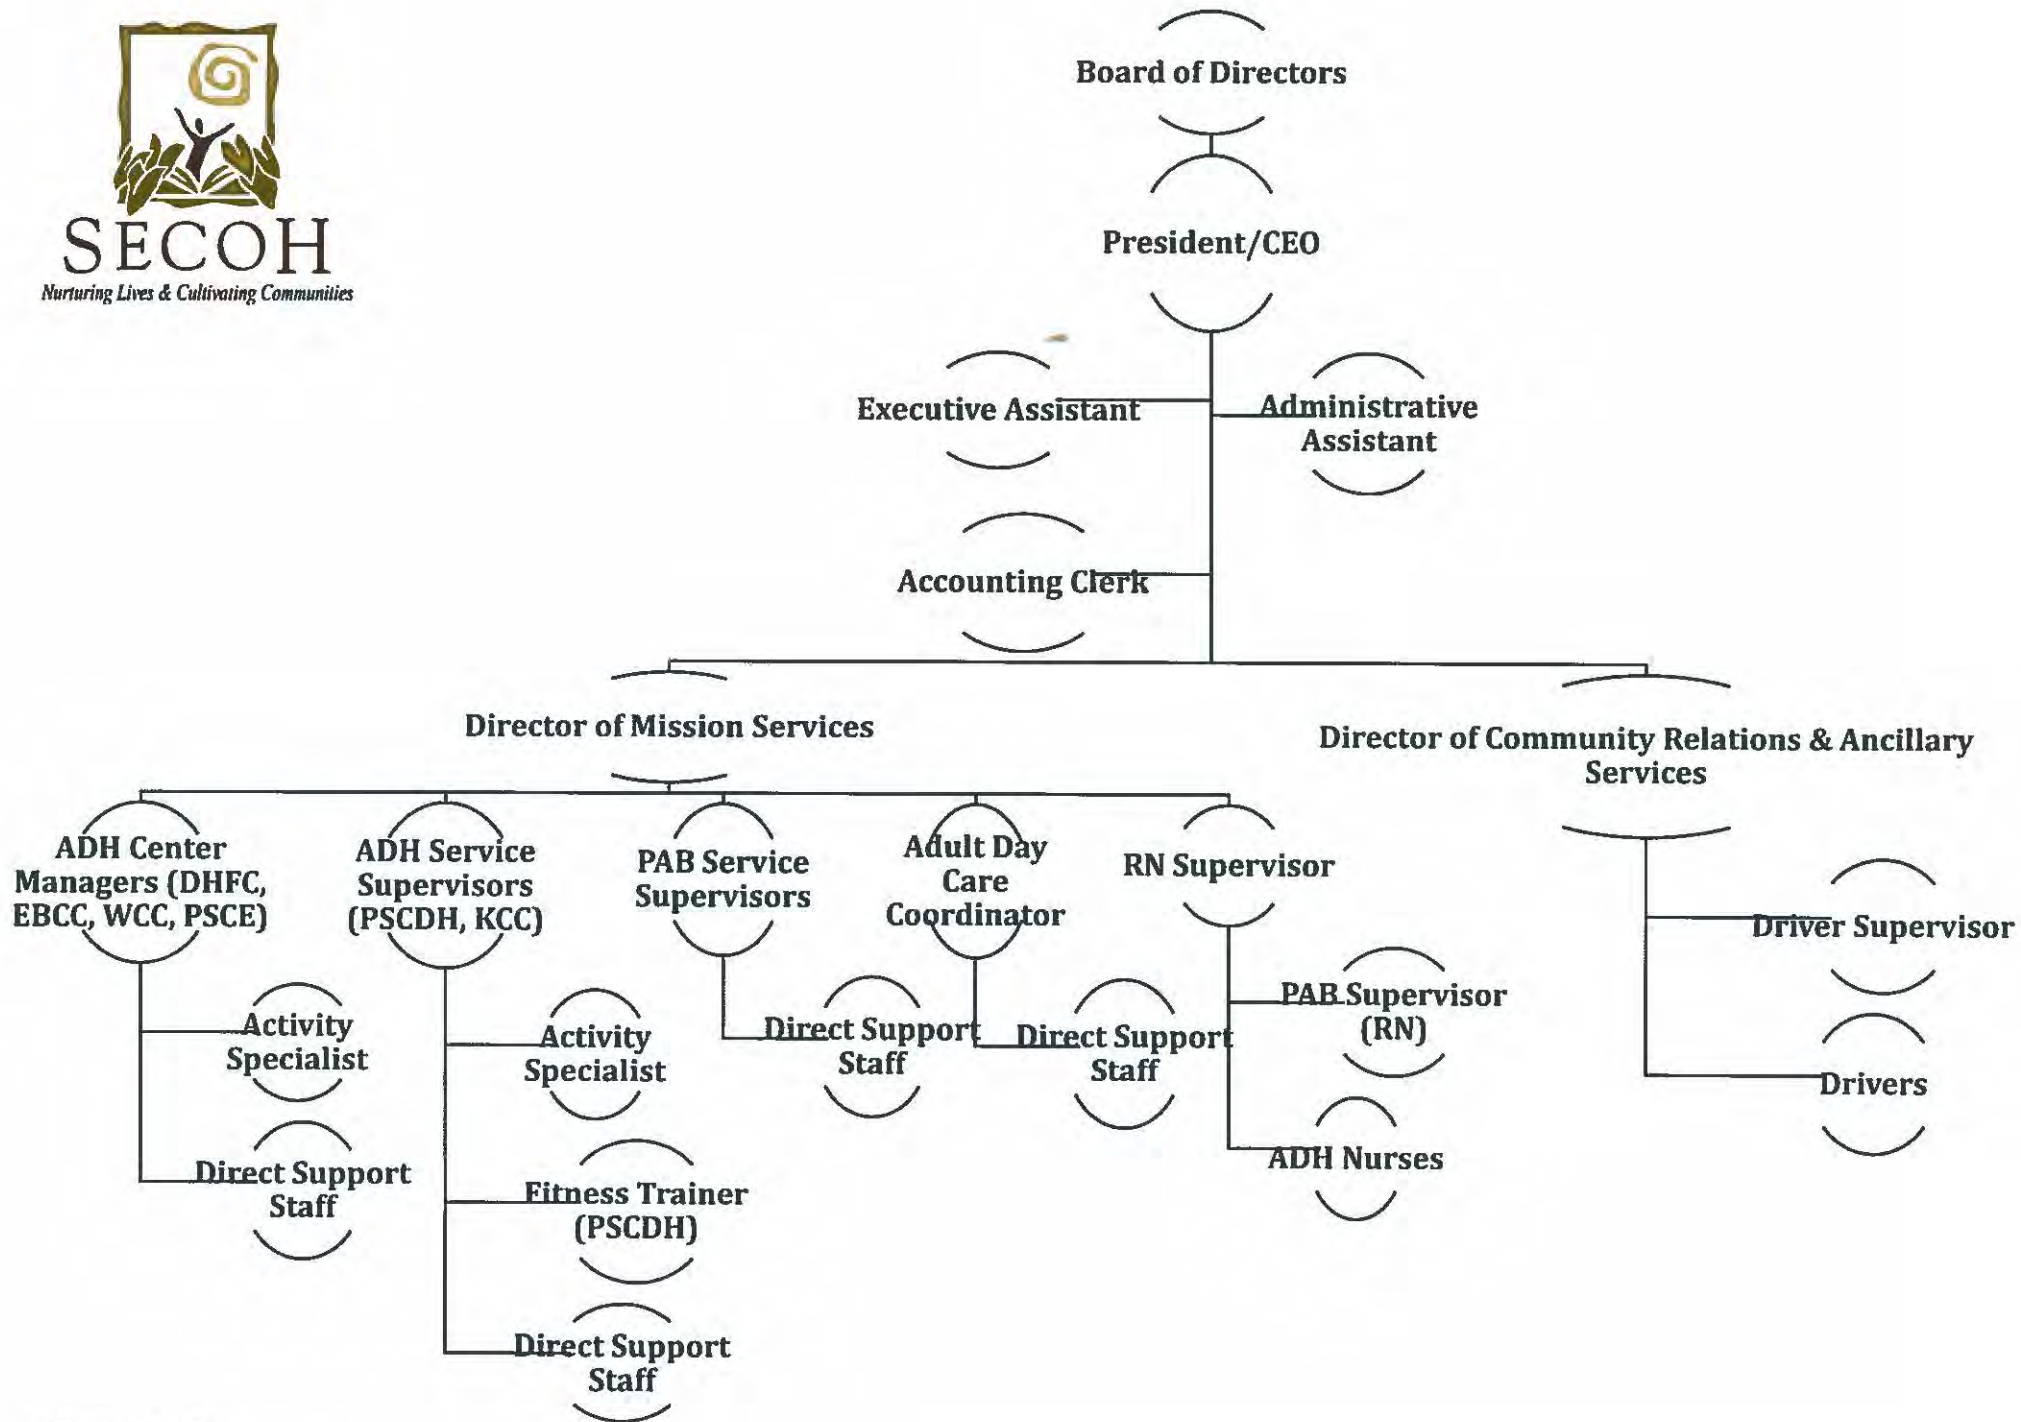 SECOH
Nurturing Lives & Cultivating Communities
Board of Directors
President/CEO
Executive Assistant
Administrative
Assistant
Accounting Clerk
Director of Mission Services
Director of Community Relations & Ancillary
Services
ADH Center
Managers (DHFC,
EBCC, WCC, PSCE)
ADH Service
Supervisors
(PSCDH, KCC)
PAB Service
Supervisors
Adult Day
Care
Coordinator
RN Supervisor
Driver Supervisor
Activity
Specialist
Activity
Specialist
Direct Support
Staff
Direct Support
Staff
PAB Supervisor
(RN)
Drivers
Direct Support
Staff
Fitness Trainer
(PSCDH)
ADH Nurses
Direct Support
Staff